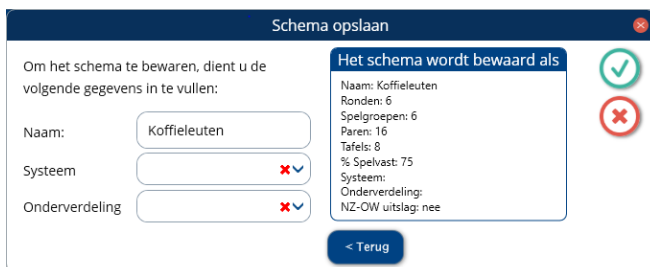 Schema opslaan
Om het schema te bewaren, dient u de
volgende gegevens in te vullen:
Naam:
Koffieleuten
Systeem
Onderverdeling
Het schema wordt bewaard als
Naam: Koffieleuten
Ronden: 6
Spelgroepen: 6
Paren: 16
Tafels: 8
% Spelvast: 75
Systeem:
Onderverdeling:
NZ-OW uitslag: nee
< Terug